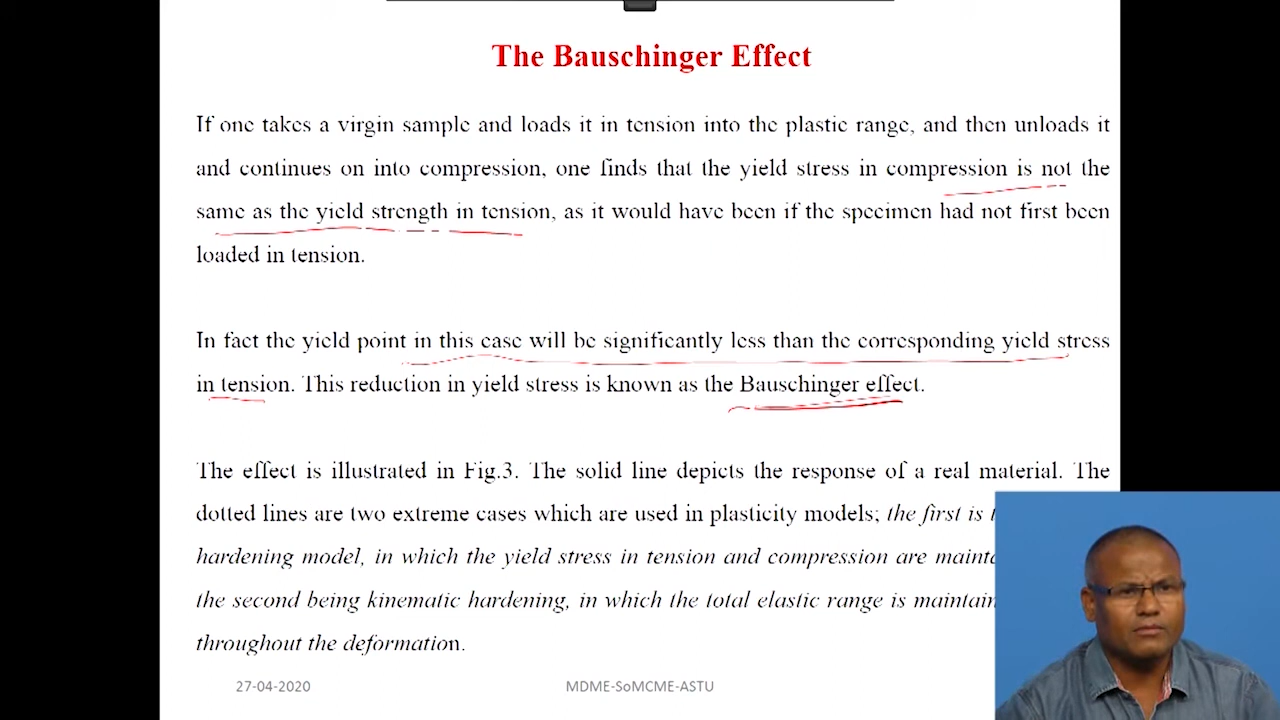 The Bauschinger Effect
If one takes a virgin sample and loads it in tension into the plastic range, and then unloads it
and continues on into compression, one finds that the yield stress in compression is not the
same as the yield strength in tension, as it would have been if the specimen had not first been
loaded in tension.
In fact the yield point in this case will be significantly less than the corresponding yield stress
in tension. This reduction in yield stress is known as the Bauschinger effect.
The effect is illustrated in Fig.3. The solid line depicts the response of a real material. The
dotted lines are two extreme cases which are used in plasticity models; the first is
hardening model, in which the yield stress in tension and compression are
the second being kinematic hardening, in which the total elastic range is
throughout the deformation.
27-04-2020
MDME-SoMCME-ASTU